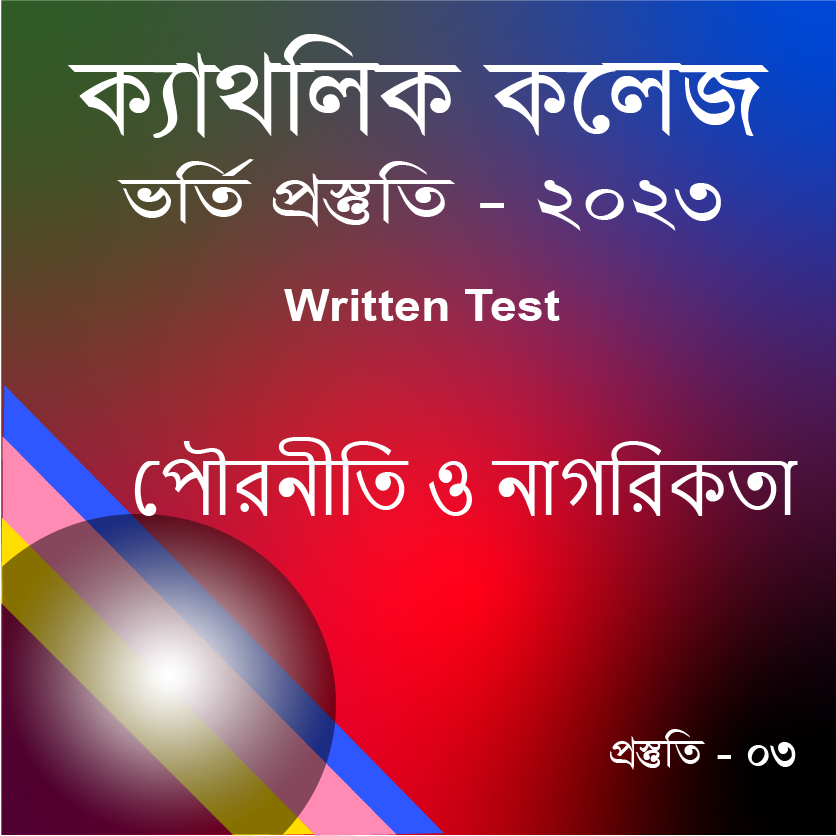 ক্যাথলিক কলেজ
ভর্তি প্রস্তুতি - ২০২৩
Written Test
পৌরনীতি ও নাগরিকতা
প্রস্তুতি - ০৩